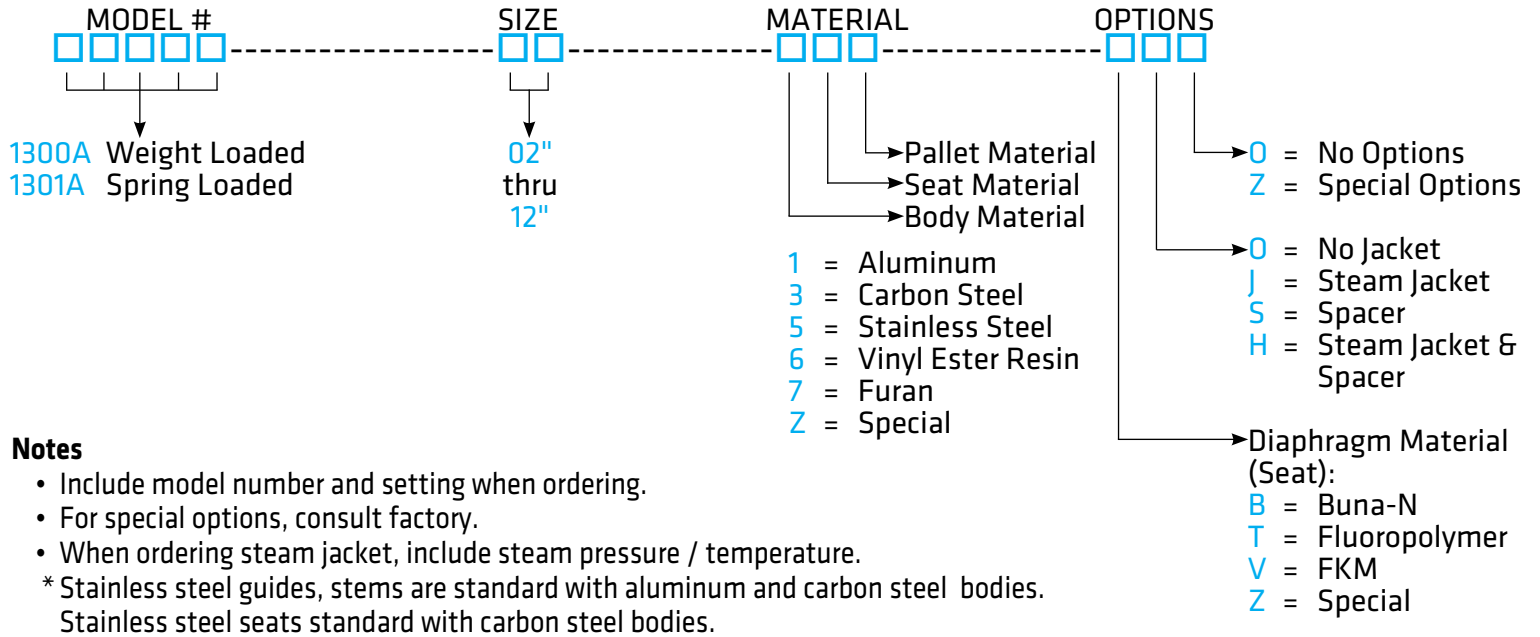 MODEL # SIZE MATERIAL OPTIONS
1300A Weight Loaded
1301A Spring Loaded
02"
thru
12"
Pallet Material
Seat Material
Body Material
1 = Aluminum
3 = Carbon Steel
5 = Stainless Steel
6 = Vinyl Ester Resin
7 = Furan
Z = Special
0 = No Options
Z = Special Options
0 = No Jacket
J = Steam Jacket
S = Spacer
H = Steam Jacket &
Spacer
Diaphragm Material
(Seat):
B = Buna-N
T = Fluoropolymer
V = FKM
Z = Special
Notes
• Include model number and setting when ordering.
• For special options, consult factory.
• When ordering steam jacket, include steam pressure / temperature.
* Stainless steel guides, stems are standard with aluminum and carbon steel bodies.
Stainless steel seats standard with carbon steel bodies.